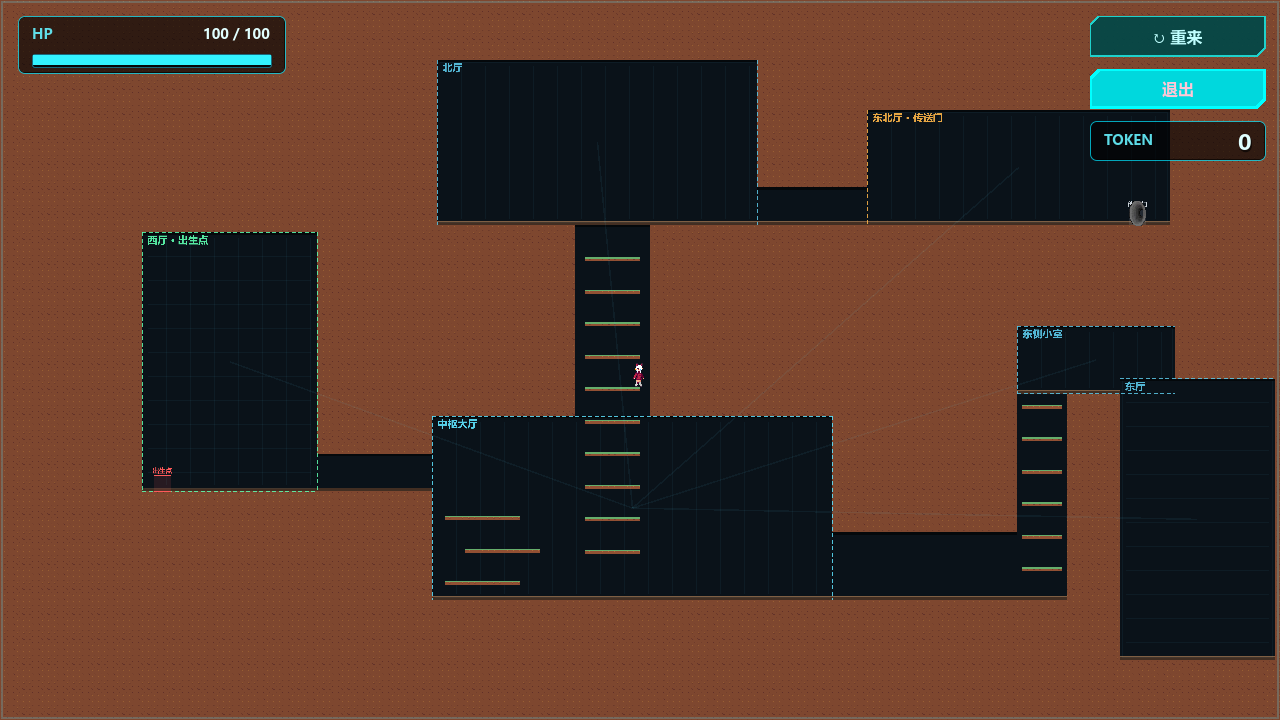 HP 100 / 100
↻ 重来
退出
TOKEN 0
北厅
东北厅·传送门
西厅·出生点
出生点
中枢大厅
东侧小室
东厅